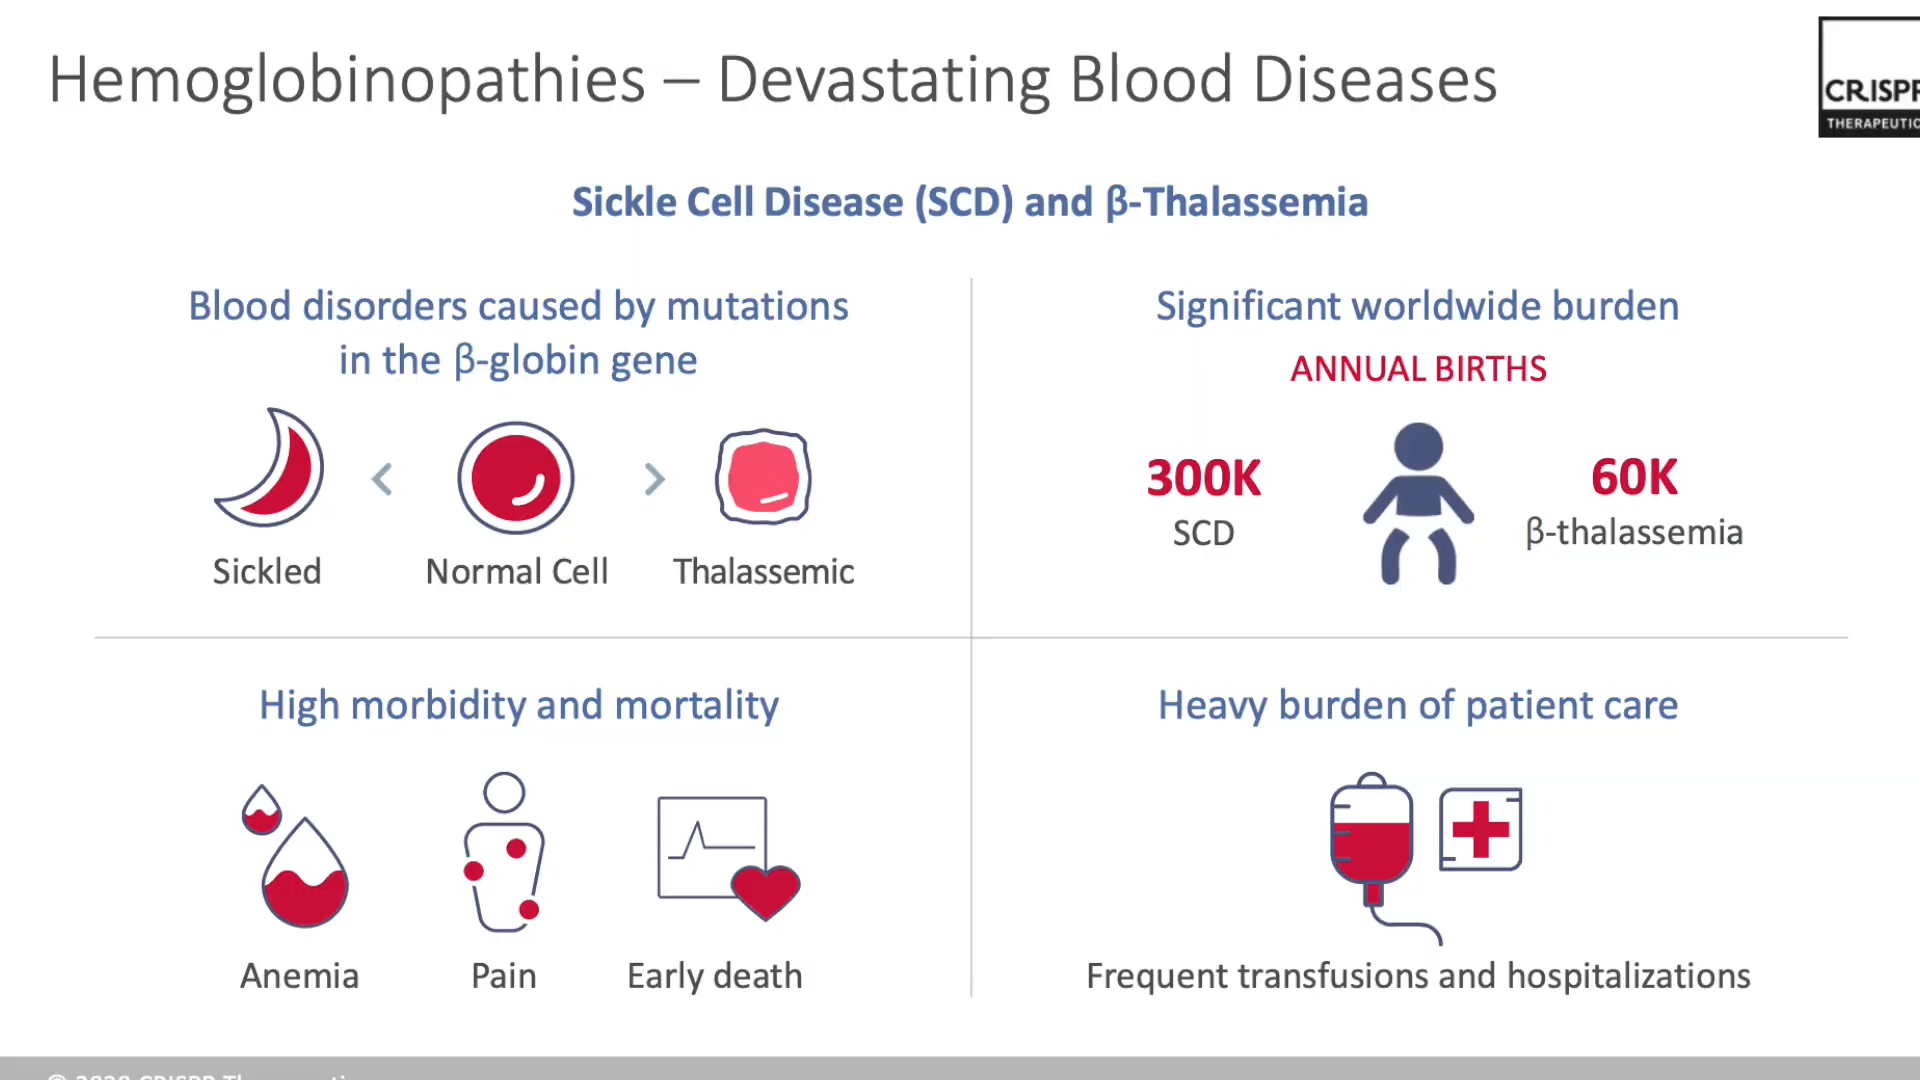 Hemoglobinopathies – Devastating Blood Diseases
CRISPR
THERAPEUTIC
Sickle Cell Disease (SCD) and β-Thalassemia
Blood disorders caused by mutations
in the β-globin gene
Sickled
Normal Cell
Thalassemic
Significant worldwide burden
ANNUAL BIRTHS
300K
SCD
60K
β-thalassemia
High morbidity and mortality
Anemia
Pain
Early death
Heavy burden of patient care
Frequent transfusions and hospitalizations